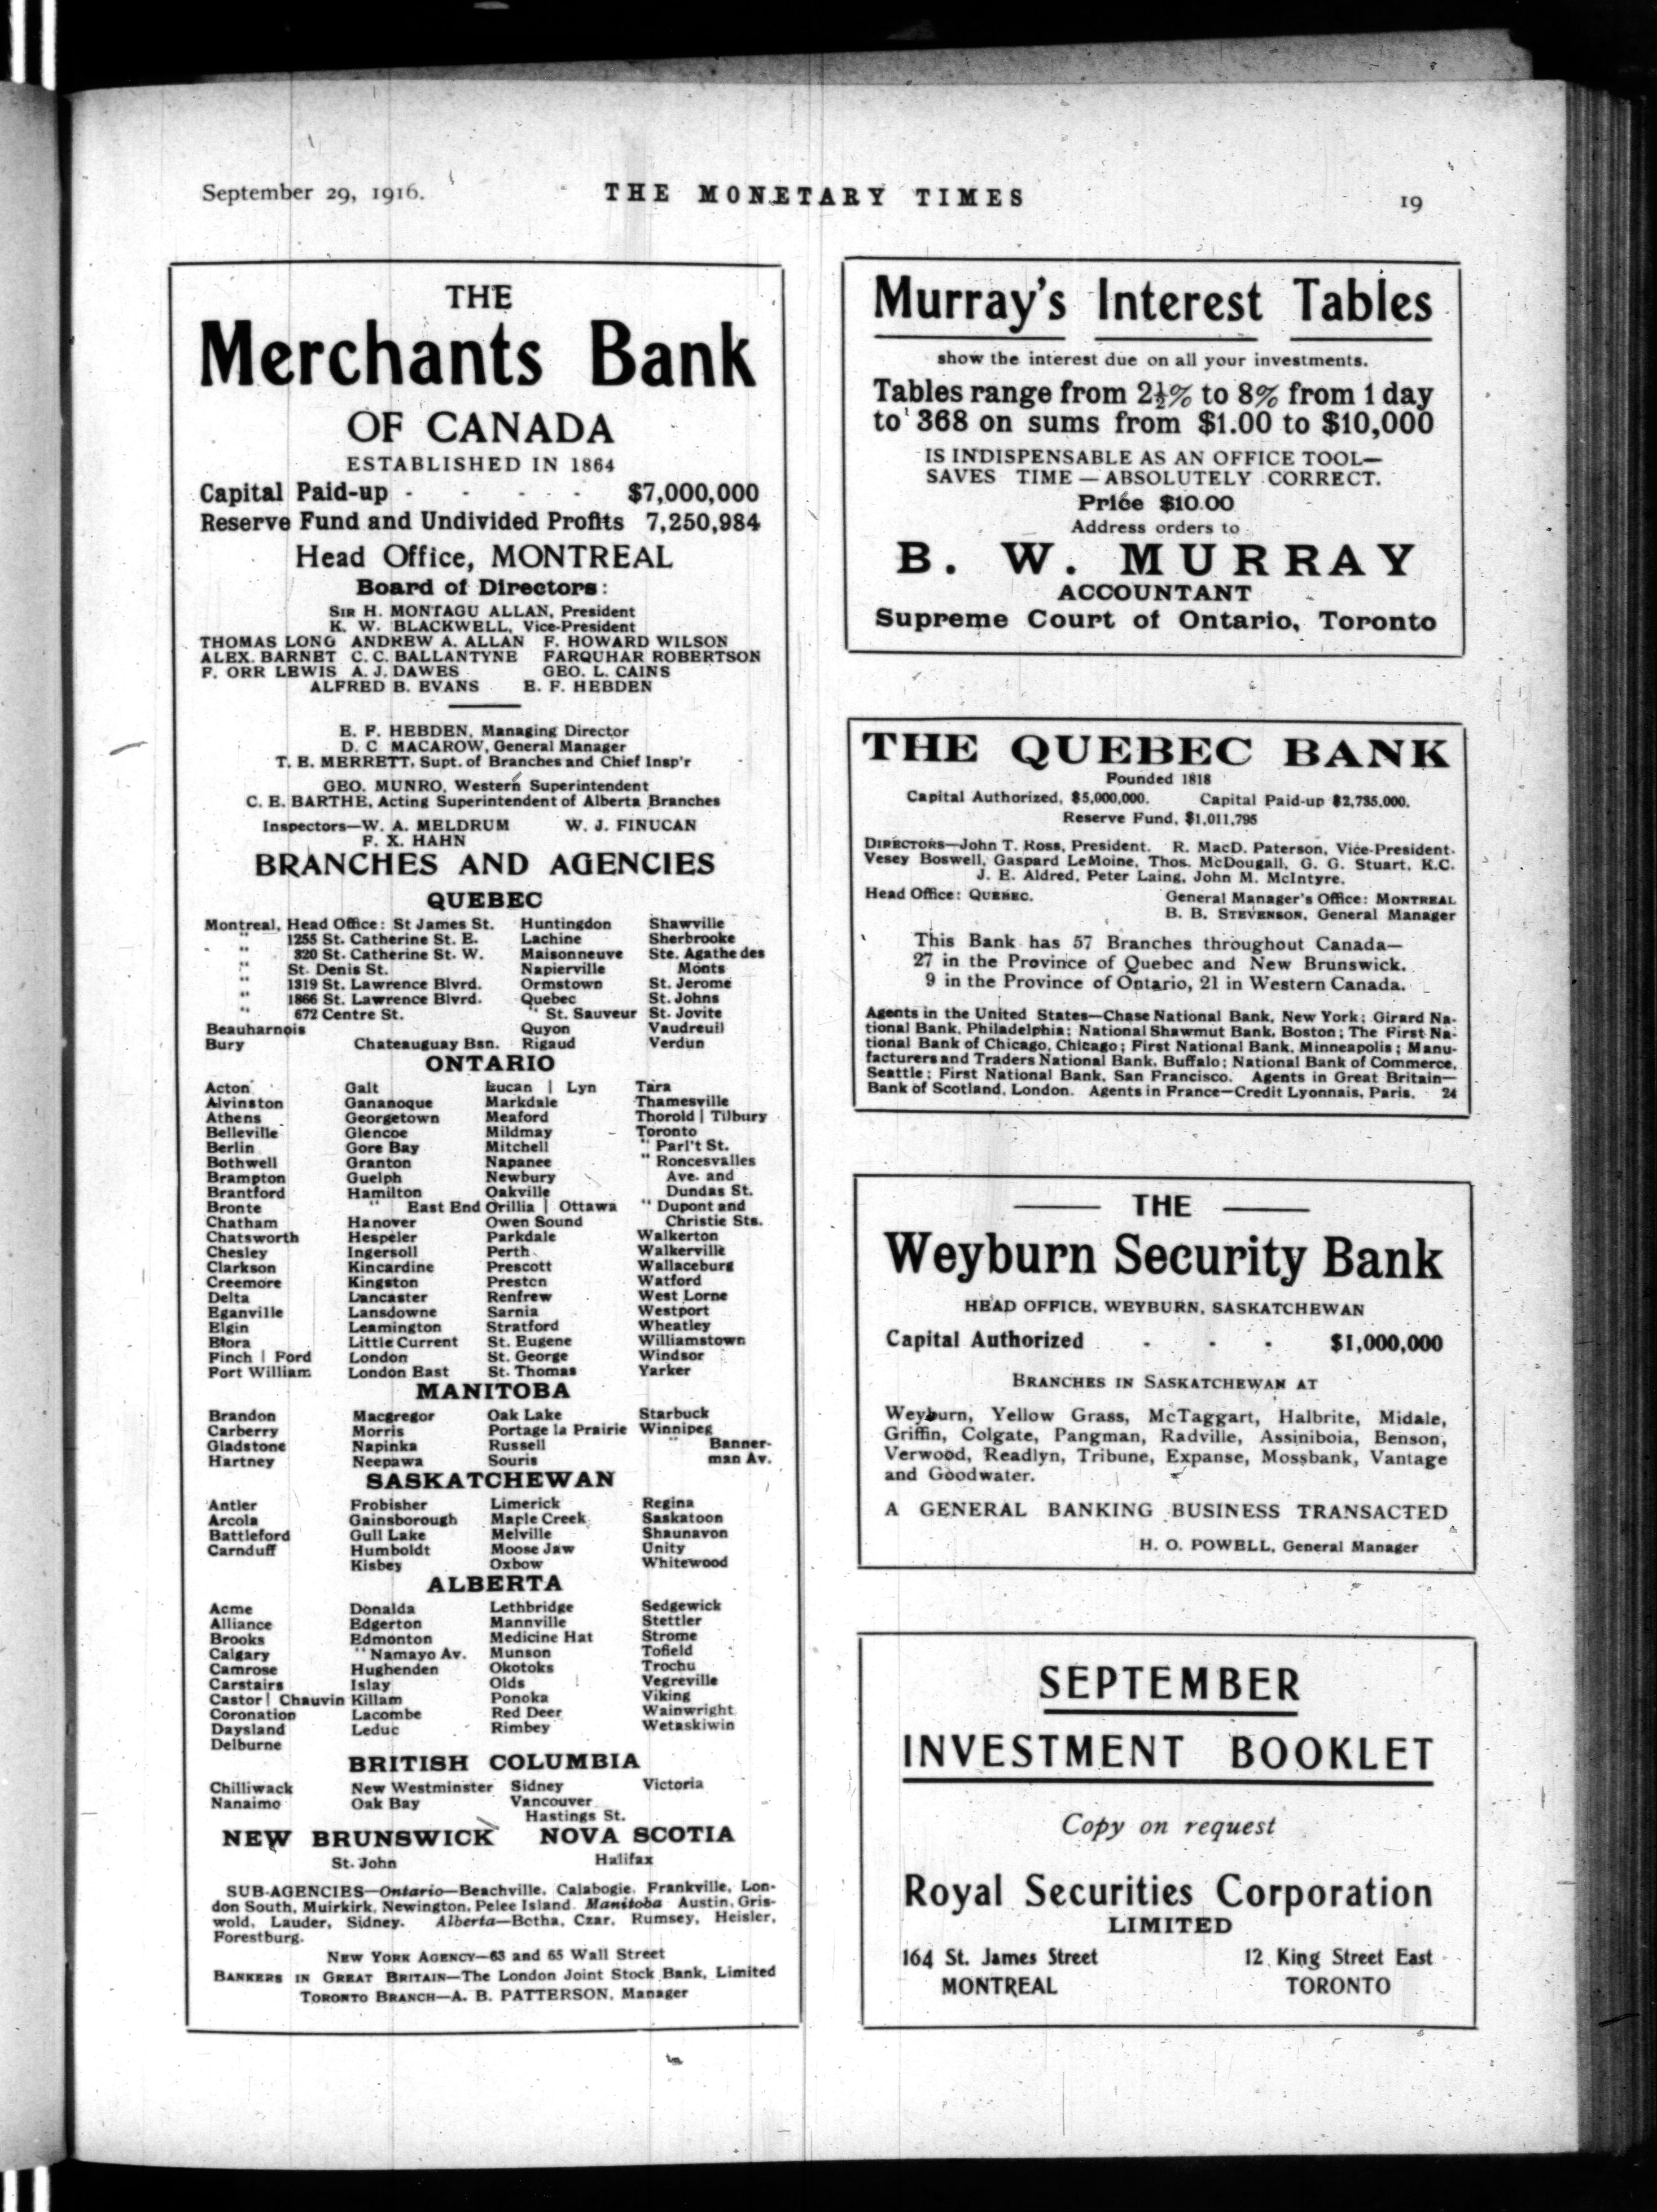 September 29, 1916.
THE MONETARY TIMES
19
THE
Merchants Bank
OF CANADA
ESTABLISHED IN 1864
Capital Paid-up - - - - $7,000,000
Reserve Fund and Undivided Profits 7,250,984
Head Office, MONTREAL
Board of Directors:
SIR H. MONTAGU ALLAN, President
K. W. BLACKWELL, Vice-President
THOMAS LONG ANDREW A. ALLAN F. HOWARD WILSON
ALEX. BARNET C. C. BALLANTYNE FARQUHAR ROBERTSON
F. ORR LEWIS A. J. DAWES GEO. L. CAINS
ALFRED B. EVANS E. F. HEBDEN
E. F. HEBDEN, Managing Director
D. C. MACAROW, General Manager
T. E. MERRETT, Supt. of Branches and Chief Insp'r
GEO. MUNRO, Western Superintendent
C. E. BARTHE, Acting Superintendent of Alberta Branches
Inspectors—W. A. MELDRUM W. J. FINUCAN
F. X. HAHN
BRANCHES AND AGENCIES
QUEBEC
Montreal, Head Office: St James St. Huntingdon Shawville
" 1255 St. Catherine St. E. Lachine Sherbrooke
" 320 St. Catherine St. W. Maisonneuve Ste. Agathe des
" St. Denis St. Napierville Monts
" 1319 St. Lawrence Blvrd. Ormstown St. Jerome
" 1866 St. Lawrence Blvrd. Quebec St. Johns
" 672 Centre St. " St. Sauveur St. Jovite
Beauharnois Quyon Vaudreuil
Bury Chateauguay Bsn. Rigaud Verdun
ONTARIO
Acton Galt Lucan | Lyn Tara
Alvinston Gananoque Markdale Thamesville
Athens Georgetown Meaford Thorold | Tilbury
Belleville Glencoe Mildmay Toronto
Berlin Gore Bay Mitchell " Parl't St.
Bothwell Granton Napanee " Roncesvalles
Brampton Guelph Newbury Ave. and
Brantford Hamilton Oakville Dundas St.
Bronte " East End Orillia | Ottawa " Dupont and
Chatham Hanover Owen Sound Christie Sts.
Chatsworth Hespeler Parkdale Walkerton
Chesley Ingersoll Perth Walkerville
Clarkson Kincardine Prescott Wallaceburg
Creemore Kingston Preston Watford
Delta Lancaster Renfrew West Lorne
Eganville Lansdowne Sarnia Westport
Elgin Leamington Stratford Wheatley
Elora Little Current St. Eugene Williamstown
Finch | Ford London St. George Windsor
Fort William London East St. Thomas Yarker
MANITOBA
Brandon Macgregor Oak Lake Starbuck
Carberry Morris Portage la Prairie Winnipeg
Gladstone Napinka Russell " Banner-
Hartney Neepawa Souris man Av.
SASKATCHEWAN
Antler Frobisher Limerick Regina
Arcola Gainsborough Maple Creek Saskatoon
Battleford Gull Lake Melville Shaunavon
Carnduff Humboldt Moose Jaw Unity
Kisbey Oxbow Whitewood
ALBERTA
Acme Donalda Lethbridge Sedgewick
Alliance Edgerton Mannville Stettler
Brooks Edmonton Medicine Hat Strome
Calgary " Namayo Av. Munson Tofield
Camrose Hughenden Okotoks Trochu
Carstairs Islay Olds Vegreville
Castor | Chauvin Killam Ponoka Viking
Coronation Lacombe Red Deer Wainwright
Daysland Leduc Rimbey Wetaskiwin
Delburne
BRITISH COLUMBIA
Chilliwack New Westminster Sidney Victoria
Nanaimo Oak Bay Vancouver
Hastings St.
NEW BRUNSWICK NOVA SCOTIA
St. John Halifax
SUB-AGENCIES—Ontario—Beachville, Calabogie, Frankville, Lon-
don South, Muirkirk, Newington, Pelee Island. Manitoba Austin, Gris-
wold, Lauder, Sidney. Alberta—Botha, Czar, Rumsey, Heisler,
Forestburg.
NEW YORK AGENCY—63 and 65 Wall Street
BANKERS IN GREAT BRITAIN—The London Joint Stock Bank, Limited
TORONTO BRANCH—A. B. PATTERSON, Manager
Murray's Interest Tables
show the interest due on all your investments.
Tables range from 2½% to 8% from 1 day
to 368 on sums from $1.00 to $10,000
IS INDISPENSABLE AS AN OFFICE TOOL—
SAVES TIME—ABSOLUTELY CORRECT.
Price $10.00
Address orders to
B. W. MURRAY
ACCOUNTANT
Supreme Court of Ontario, Toronto
THE QUEBEC BANK
Founded 1818
Capital Authorized, $5,000,000. Capital Paid-up $2,735,000.
Reserve Fund, $1,011,795
DIRECTORS—John T. Ross, President. R. MacD. Paterson, Vice-President.
Vesey Boswell, Gaspard LeMoine, Thos. McDougall, G. G. Stuart, K.C.
J. E. Aldred, Peter Laing, John M. McIntyre.
Head Office: QUEBEC. General Manager's Office: MONTREAL
B. B. STEVENSON, General Manager
This Bank has 57 Branches throughout Canada—
27 in the Province of Quebec and New Brunswick.
9 in the Province of Ontario, 21 in Western Canada.
Agents in the United States—Chase National Bank, New York; Girard Na-
tional Bank, Philadelphia; National Shawmut Bank, Boston; The First Na-
tional Bank of Chicago, Chicago; First National Bank, Minneapolis; Manu-
facturers and Traders National Bank, Buffalo; National Bank of Commerce,
Seattle; First National Bank, San Francisco. Agents in Great Britain—
Bank of Scotland, London. Agents in France—Credit Lyonnais, Paris. 24
THE
Weyburn Security Bank
HEAD OFFICE, WEYBURN, SASKATCHEWAN
Capital Authorized - - - $1,000,000
BRANCHES IN SASKATCHEWAN AT
Weyburn, Yellow Grass, McTaggart, Halbrite, Midale,
Griffin, Colgate, Pangman, Radville, Assiniboia, Benson,
Verwood, Readlyn, Tribune, Expanse, Mossbank, Vantage
and Goodwater.
A GENERAL BANKING BUSINESS TRANSACTED
H. O. POWELL, General Manager
SEPTEMBER
INVESTMENT BOOKLET
Copy on request
Royal Securities Corporation
LIMITED
164 St. James Street 12 King Street East
MONTREAL TORONTO